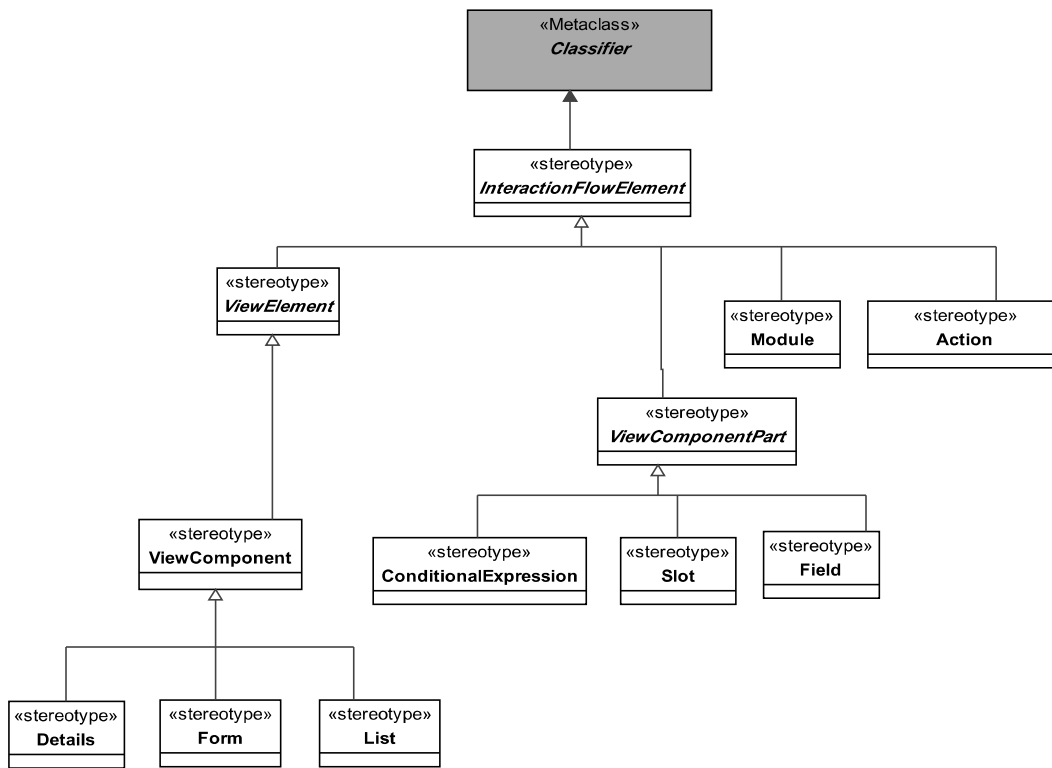 «Metaclass»
Classifier
«stereotype»
InteractionFlowElement
«stereotype»
ViewElement
«stereotype»
Module
«stereotype»
Action
«stereotype»
ViewComponentPart
«stereotype»
ViewComponent
«stereotype»
ConditionalExpression
«stereotype»
Slot
«stereotype»
Field
«stereotype»
Details
«stereotype»
Form
«stereotype»
List